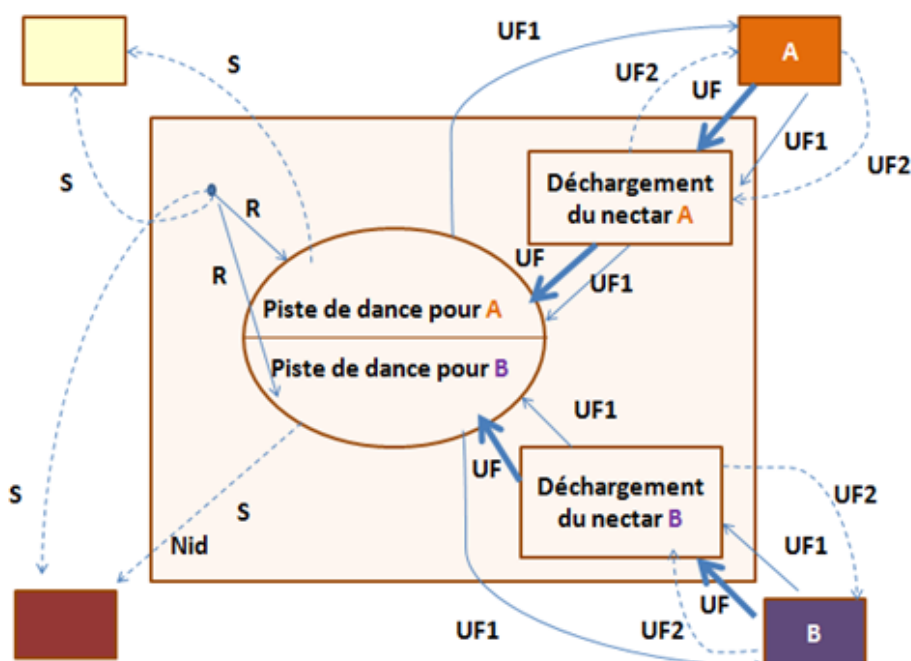 UF1
A
S
UF2
UF
UF1
UF2
S
R
Déchargement
du nectar A
R
UF
UF1
Piste de dance pour A
Piste de dance pour B
UF1
UF
Déchargement
du nectar B
UF2
S
S
Nid
UF1
UF
UF1
UF2
B